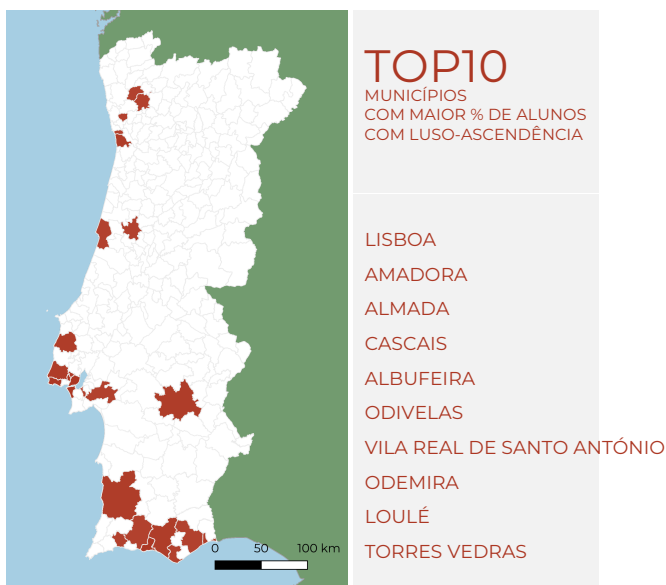 TOP10
MUNICÍPIOS
COM MAIOR % DE ALUNOS
COM LUSO-ASCENDÊNCIA
LISBOA
AMADORA
ALMADA
CASCAIS
ALBUFEIRA
ODIVELAS
VILA REAL DE SANTO ANTÓNIO
ODEMIRA
LOULÉ
TORRES VEDRAS
0 50 100 km